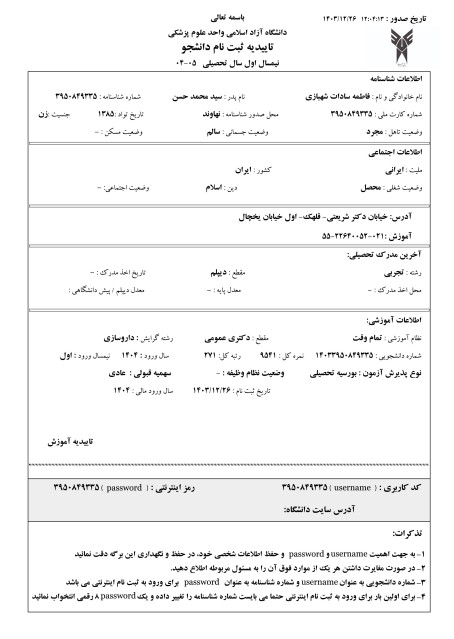 باسمه تعالی
تاریخ صدور : ۱۲:۰۴:۱۳ ۱۴۰۳/۱۲/۲۶
دانشگاه آزاد اسلامی واحد علوم پزشکی
تاییدیه ثبت نام دانشجو
نیمسال اول سال تحصیلی ۰۵-۰۴
اطلاعات شناسنامه
نام خانوادگی و نام : فاطمه سادات شهبازی نام پدر : سید محمد حسن شماره شناسنامه : ۳۹۵۰۸۴۹۳۳۵
شماره کارت ملی : ۳۹۵۰۸۴۹۳۳۵ محل صدور شناسنامه : نهاوند تاریخ تولد : ۱۳۸۵ جنسیت : زن
وضعیت تاهل : مجرد وضعیت جسمانی : سالم وضعیت مسکن : -
اطلاعات اجتماعی
ملیت : ایرانی کشور : ایران
وضعیت شغلی : محصل دین : اسلام وضعیت اجتماعی: -
آدرس: خیابان دکتر شریعتی- قلهک- اول خیابان یخچال
آموزش :۰۲۱-۲۲۶۴۰۰۵۲-۵۵
آخرین مدرک تحصیلی:
رشته : تجربی مقطع : دیپلم تاریخ اخذ مدرک : -
محل اخذ مدرک : - معدل پایه : - معدل دیپلم / پیش دانشگاهی :
اطلاعات آموزشی:
نظام آموزشی : تمام وقت مقطع : دکتری عمومی رشته گرایش : داروسازی
شماره دانشجویی : ۱۴۰۳۳۹۵۰۸۴۹۳۳۵ نمره کل : ۹۵۴۱ رتبه کل: ۲۷۱ سال ورود : ۱۴۰۴ نیمسال ورود : اول
نوع پذیرش آزمون : بورسیه تحصیلی وضعیت نظام وظیفه : - سهمیه قبولی : عادی
تاریخ ثبت نام : ۱۴۰۳/۱۲/۲۶ سال ورود مالی : ۱۴۰۴
تاییدیه آموزش
کد کاربری : ( username ) ۳۹۵۰۸۴۹۳۳۵ رمز اینترنتی : ( password ) ۳۹۵۰۸۴۹۳۳۵
آدرس سایت دانشگاه:
تذکرات:
۱- به جهت اهمیت username و password و حفظ اطلاعات شخصی خود، در حفظ و نگهداری این برگه دقت نمائید
۲- در صورت مغایرت داشتن هر یک از موارد فوق آن را به مسئول مربوطه اطلاع دهید.
۳- شماره دانشجویی به عنوان username و شماره شناسنامه به عنوان password برای ورود به ثبت نام اینترنتی می باشد
۴- برای اولین بار برای ورود به ثبت نام اینترنتی حتما می بایست شماره شناسنامه را تغییر داده و یک password ۸ رقمی انتخواب نمائید